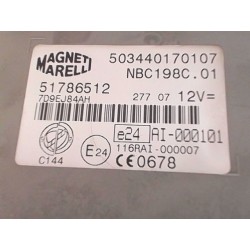 MAGNETI MARELLI 503440170107
NBC198C.01
51786512
7D9EJ84AH 277 07 12V=
e24 AI-000101
E24 116RAI-000007
C144 CE0678